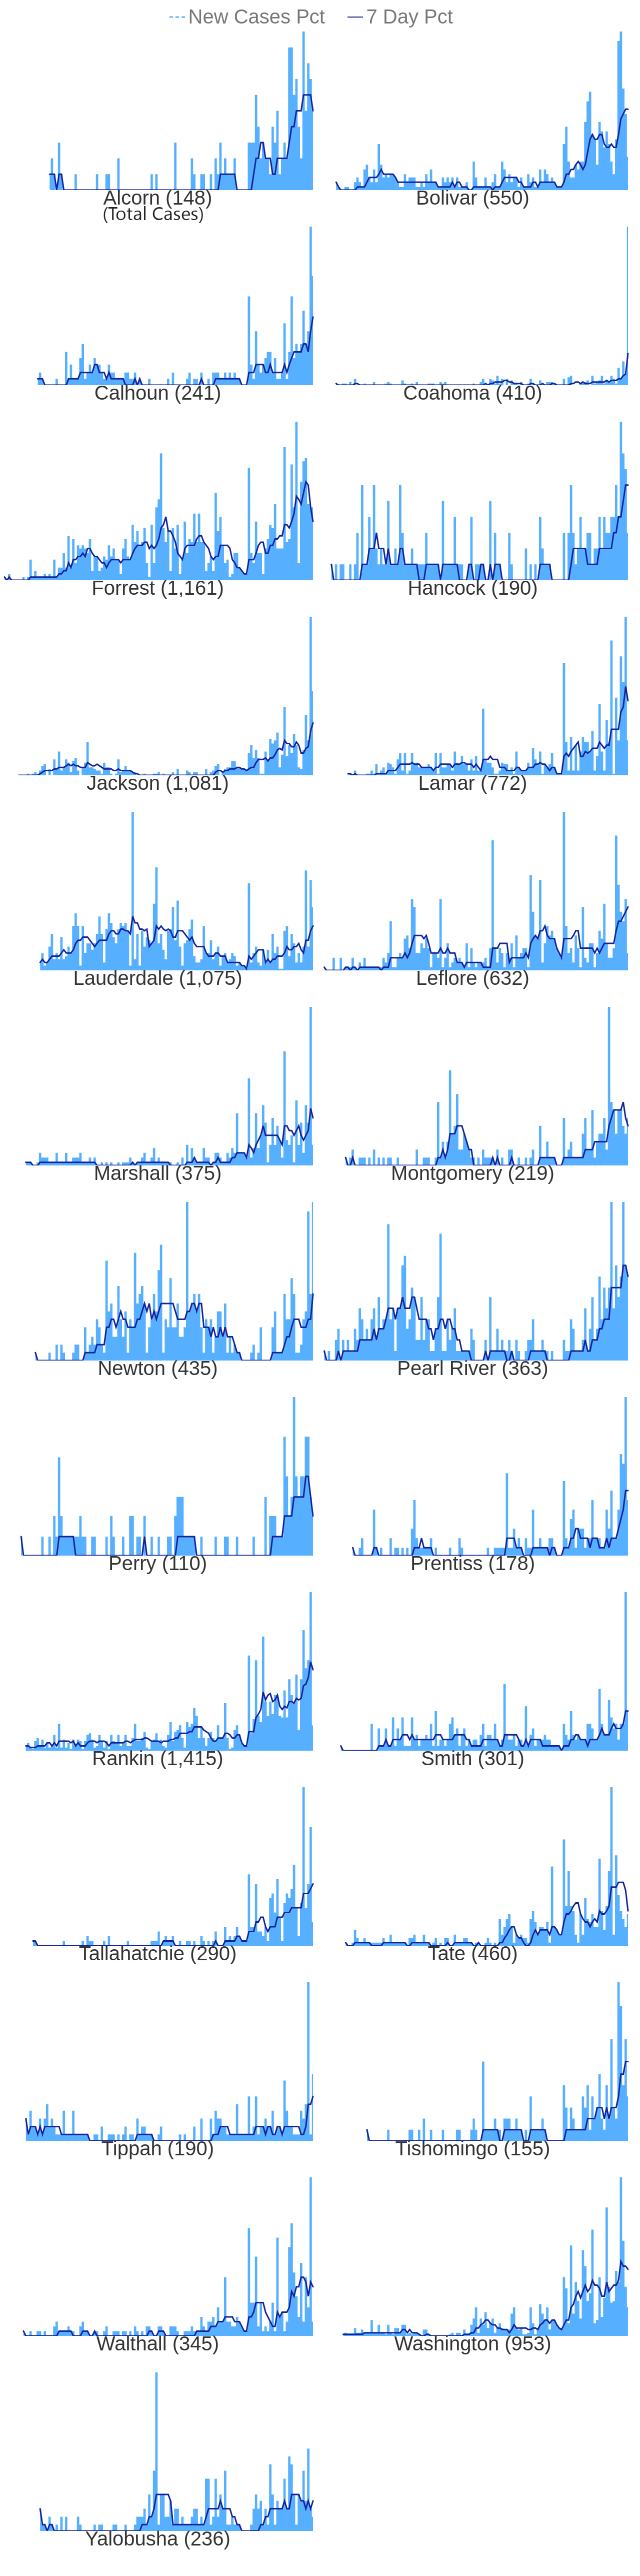 New Cases Pct 7 Day Pct
Alcorn (148) Bolivar (550)
(Total Cases)
Calhoun (241) Coahoma (410)
Forrest (1,161) Hancock (190)
Jackson (1,081) Lamar (772)
Lauderdale (1,075) Leflore (632)
Marshall (375) Montgomery (219)
Newton (435) Pearl River (363)
Perry (110) Prentiss (178)
Rankin (1,415) Smith (301)
Tallahatchie (290) Tate (460)
Tippah (190) Tishomingo (155)
Walthall (345) Washington (953)
Yalobusha (236)